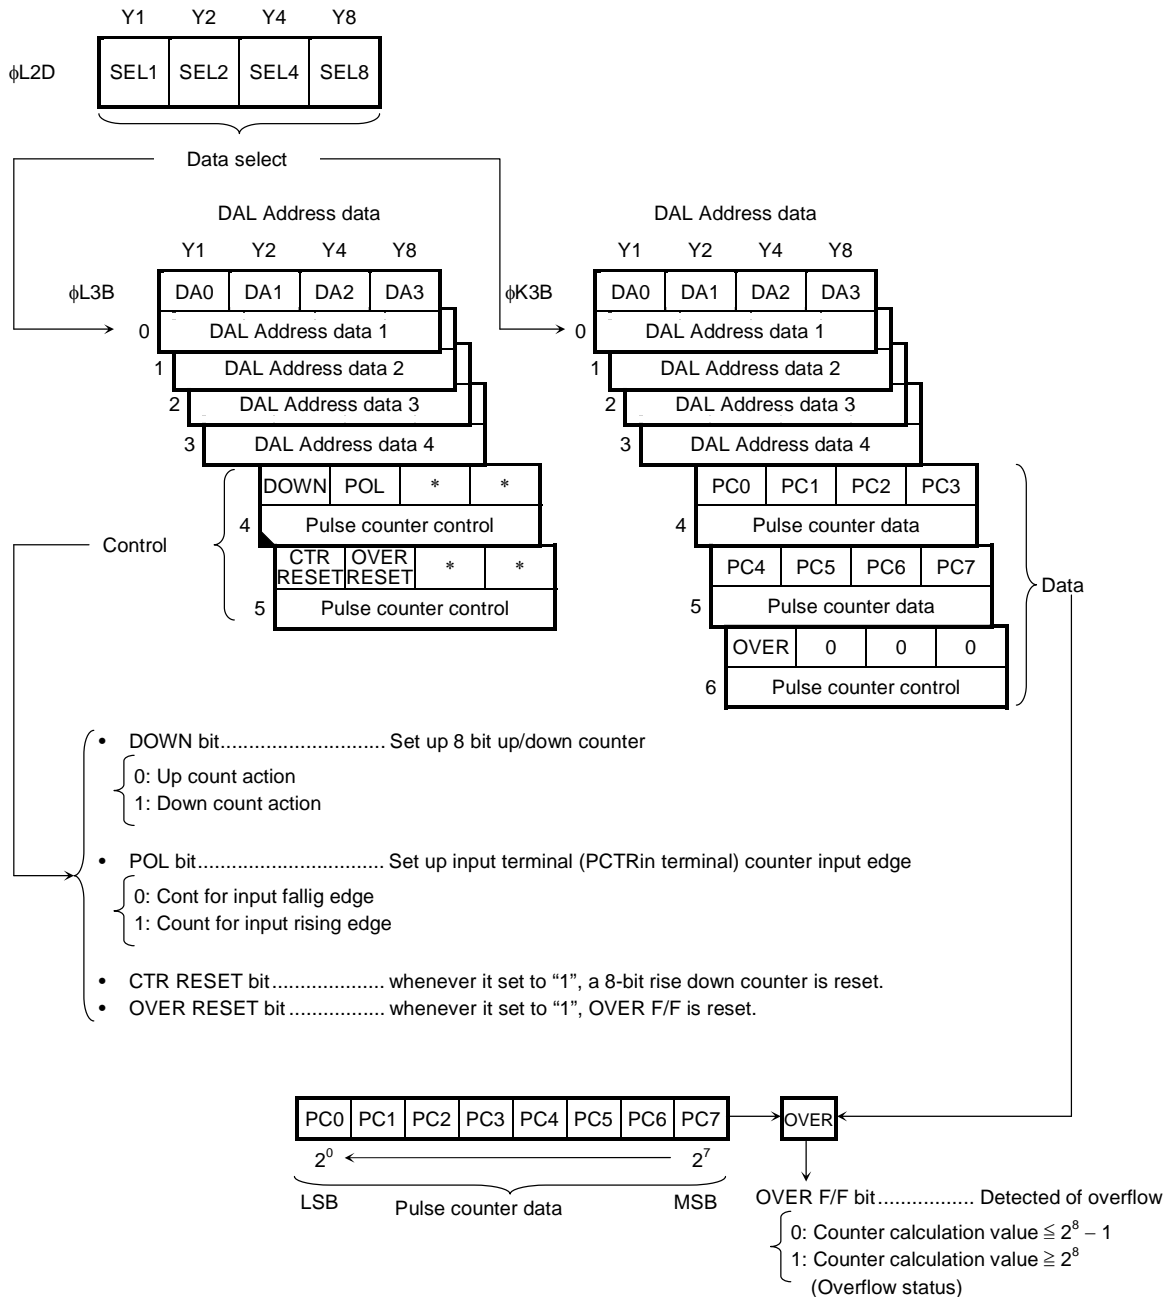 Y1 Y2 Y4 Y8
φL2D SEL1 SEL2 SEL4 SEL8
Data select
DAL Address data
Y1 Y2 Y4 Y8
φL3B DA0 DA1 DA2 DA3
0 DAL Address data 1
1 DAL Address data 2
2 DAL Address data 3
3 DAL Address data 4
DOWN POL * *
4 Pulse counter control
CTR RESET OVER RESET * *
5 Pulse counter control
Control
DAL Address data
Y1 Y2 Y4 Y8
φK3B DA0 DA1 DA2 DA3
0 DAL Address data 1
1 DAL Address data 2
2 DAL Address data 3
3 DAL Address data 4
PC0 PC1 PC2 PC3
4 Pulse counter data
PC4 PC5 PC6 PC7
5 Pulse counter data
OVER 0 0 0
6 Pulse counter control
Data
• DOWN bit............................ Set up 8 bit up/down counter
0: Up count action
1: Down count action
• POL bit................................ Set up input terminal (PCTRin terminal) counter input edge
0: Cont for input fallig edge
1: Count for input rising edge
• CTR RESET bit................... whenever it set to “1”, a 8-bit rise down counter is reset.
• OVER RESET bit ................ whenever it set to “1”, OVER F/F is reset.
PC0 PC1 PC2 PC3 PC4 PC5 PC6 PC7 OVER
2⁰ 2⁷
LSB Pulse counter data MSB
OVER F/F bit................. Detected of overflow
0: Counter calculation value ≦ 2⁸ − 1
1: Counter calculation value ≧ 2⁸
(Overflow status)